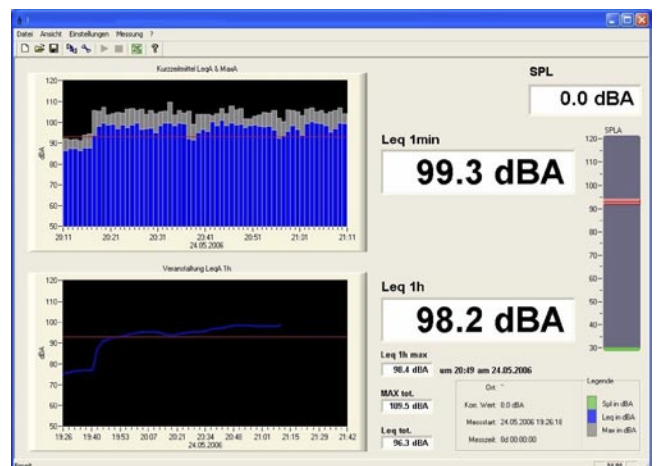 Datei Ansicht Einstellungen Messung ?
Kurzzeitmittel LeqA & MaxA
120
110
100
90
80
70
60
50
dBA
20:11 20:21 20:31 20:41 20:51 21:01 21:11
24.05.2006
Veranstaltung LeqA 1h
120
110
100
90
80
70
60
50
dBA
19:26 19:40 19:53 20:07 20:21 20:34 20:48 21:01 21:15 21:29 21:42
24.05.2006
SPL
0.0 dBA
Leq 1min
99.3 dBA
SPLA
120
110
100
90
80
70
60
50
40
30
Leq 1h
98.2 dBA
Leq 1h max
98.4 dBA um 20:49 am 24.05.2006
MAX tot.
109.5 dBA
Leq tot.
96.3 dBA
Ort
Korr. Wert 0.0 dBA
Messstart 24.05.2006 19:26:18
Messzeit 0d 00:00:00
Legende
Spl in dBA
Leq in dBA
Max in dBA